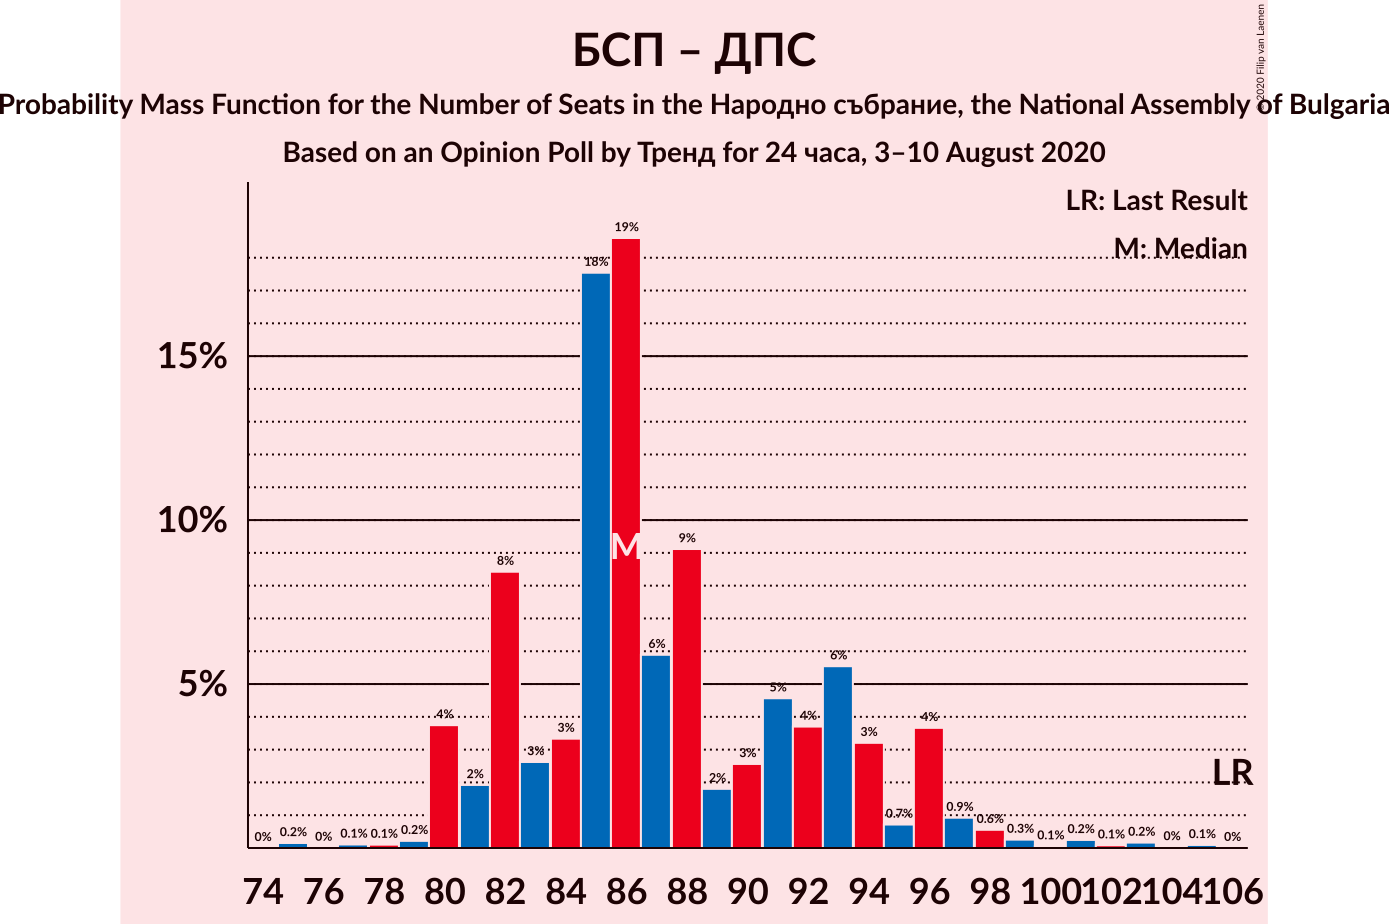 БСП – ДПС
© 2020 Filip van Laenen
Probability Mass Function for the Number of Seats in the Народно събрание, the National Assembly of Bulgaria
Based on an Opinion Poll by Тренд for 24 часа, 3–10 August 2020
LR: Last Result
M: Median
15%
10%
5%
0% 0.2% 0% 0.1% 0.1% 0.2% 4% 2% 8% 3% 3% 18% 19% 6% 9% 2% 3% 5% 4% 6% 3% 0.7% 4% 0.9% 0.6% 0.3% 0.1% 0.2% 0.1% 0.2% 0% 0.1% 0%
M
LR
74 76 78 80 82 84 86 88 90 92 94 96 98 100 102 104 106